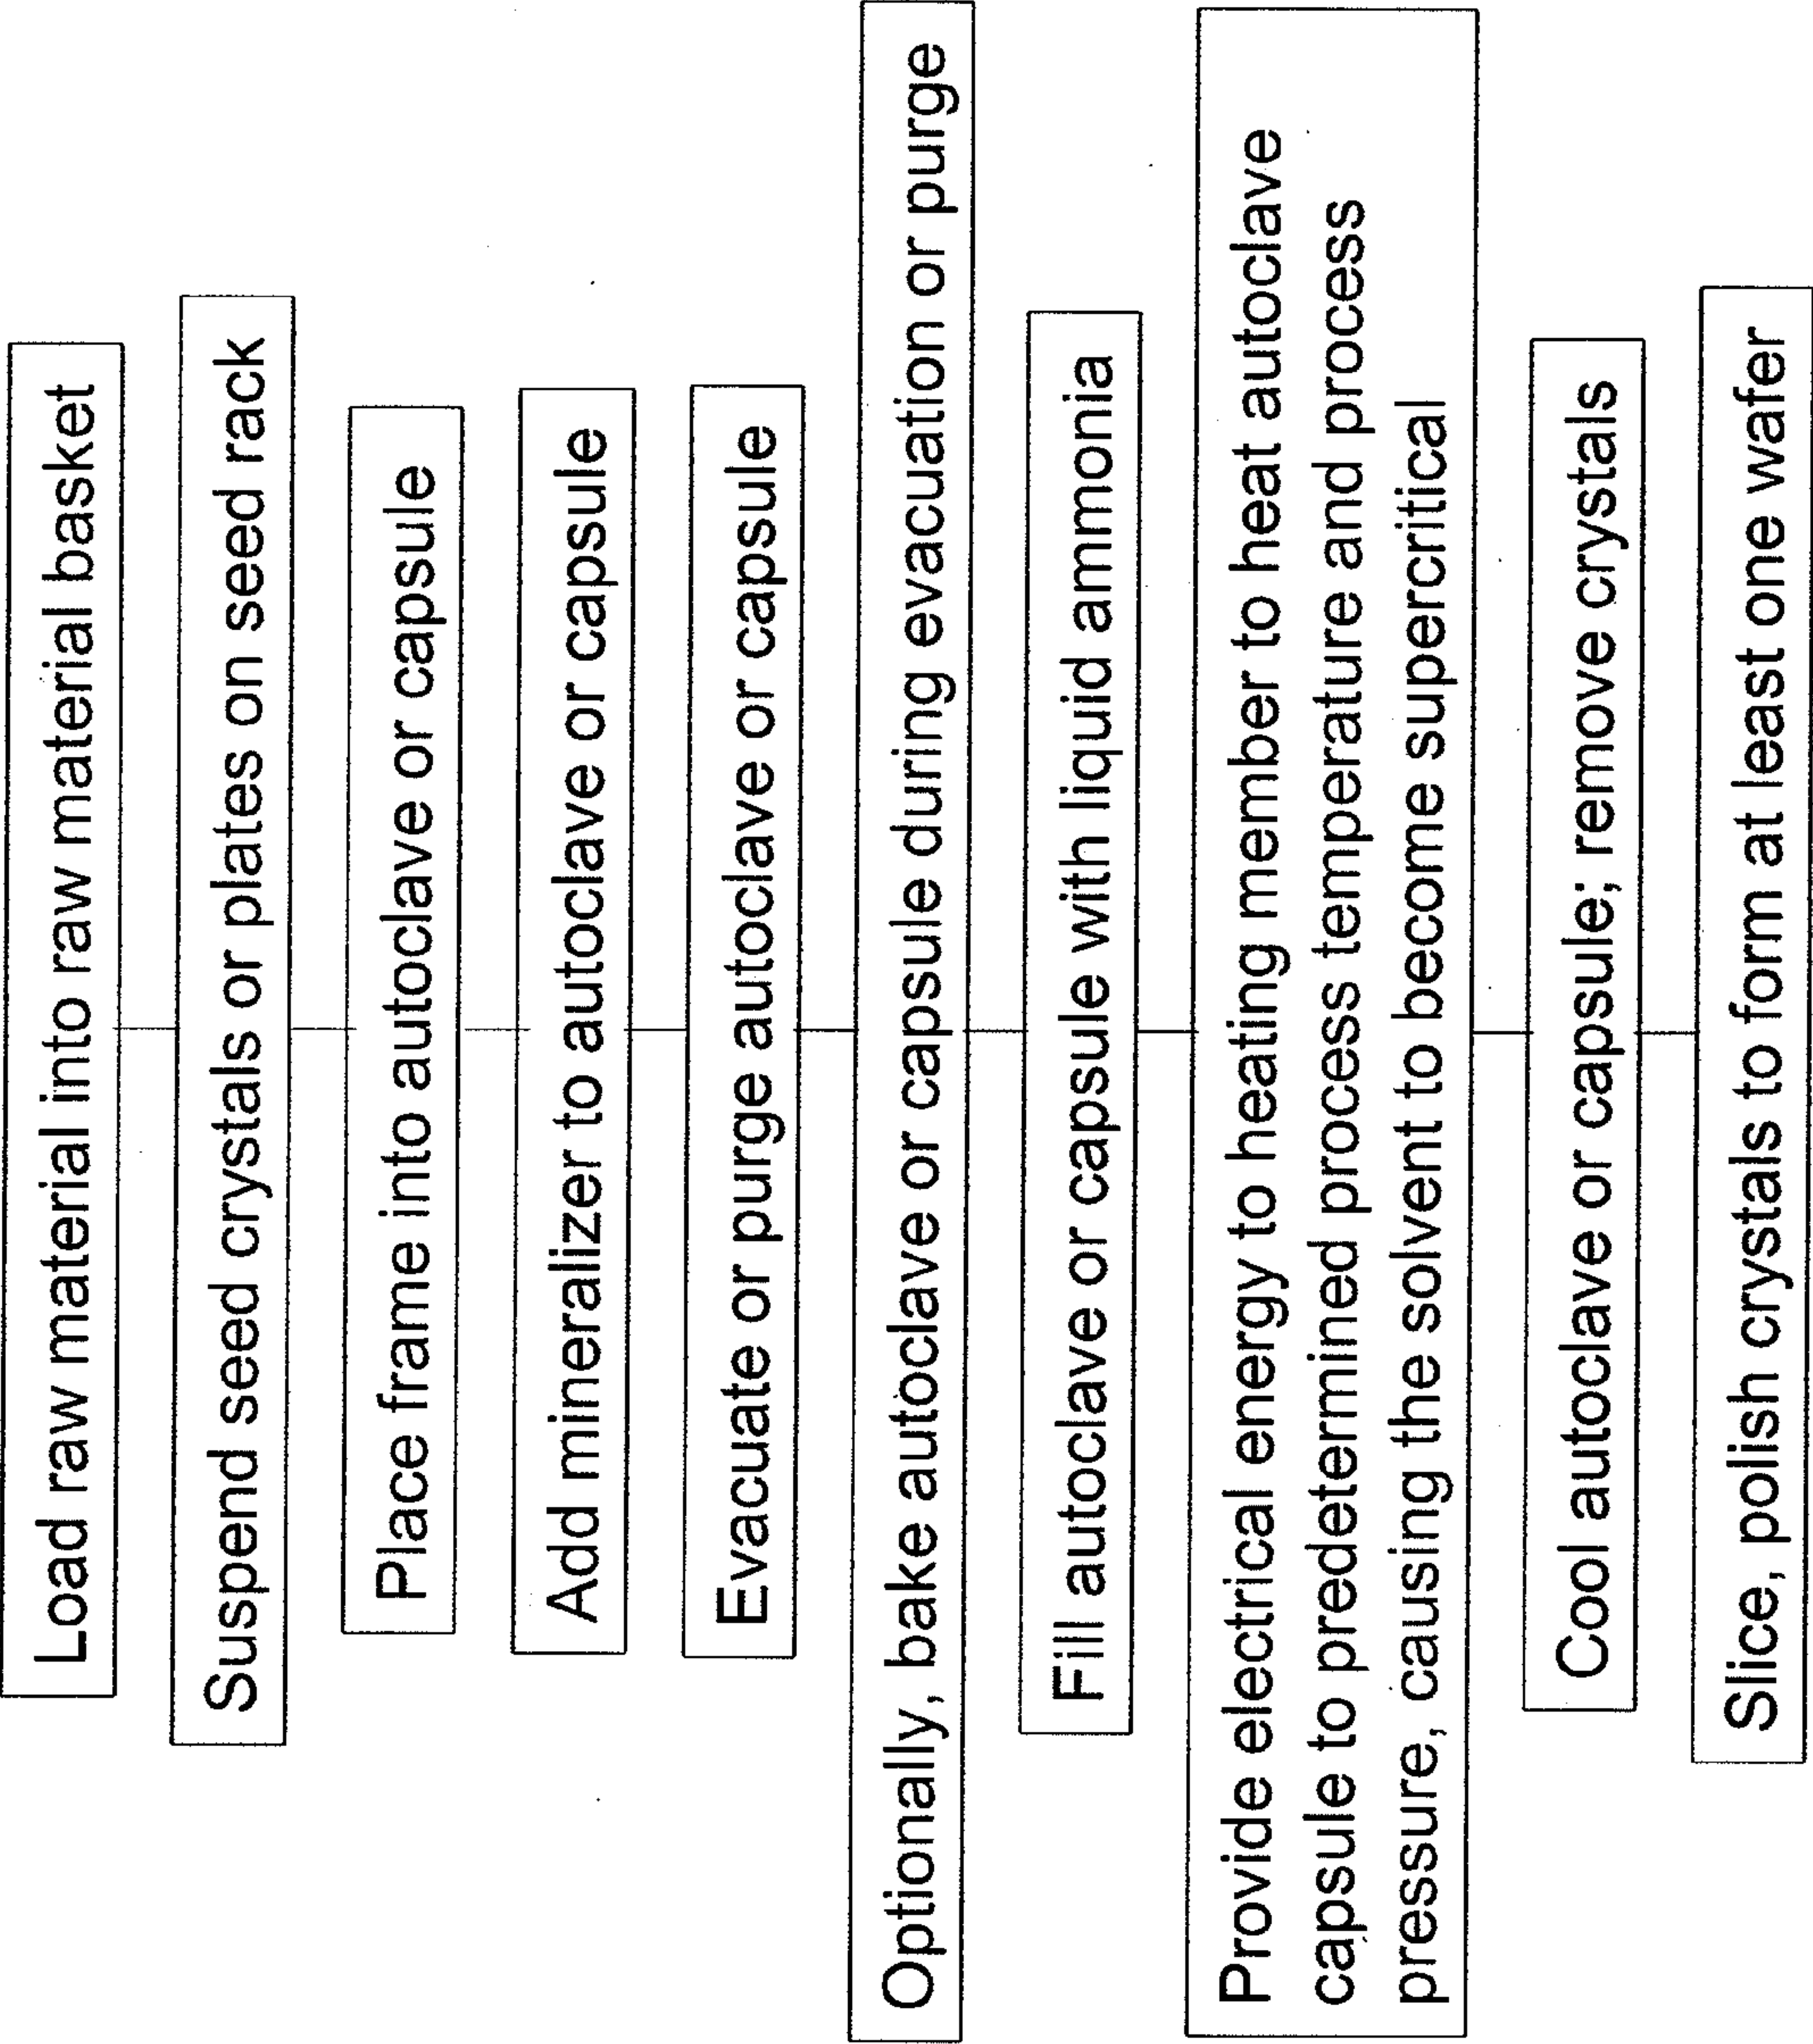 Load raw material into raw material basket
Suspend seed crystals or plates on seed rack
Place frame into autoclave or capsule
Add mineralizer to autoclave or capsule
Evacuate or purge autoclave or capsule
Optionally, bake autoclave or capsule during evacuation or purge
Fill autoclave or capsule with liquid ammonia
Provide electrical energy to heating member to heat autoclave
capsule to predetermined process temperature and process
pressure, causing the solvent to become supercritical
Cool autoclave or capsule; remove crystals
Slice, polish crystals to form at least one wafer